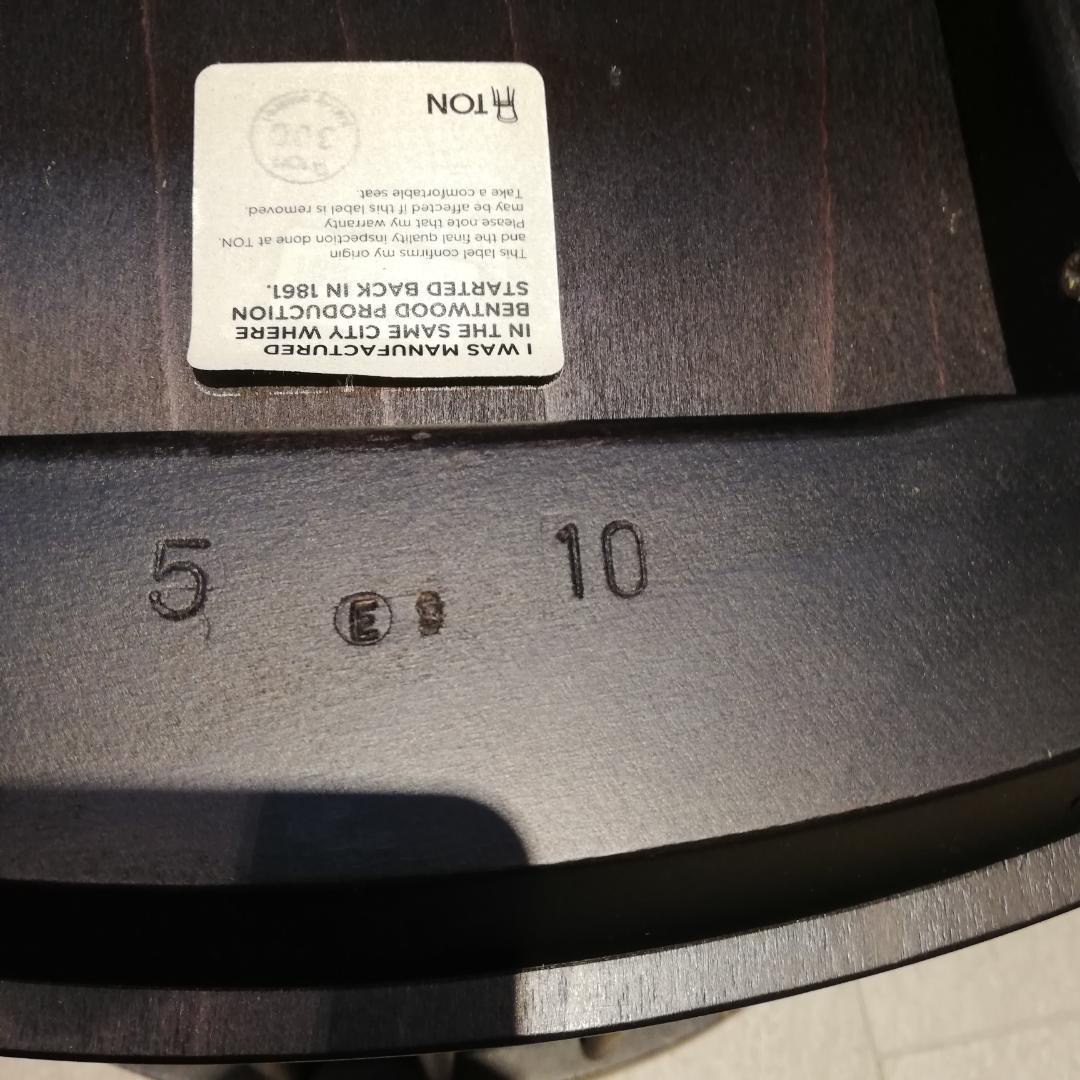 I WAS MANUFACTURED
IN THE SAME CITY WHERE
BENTWOOD PRODUCTION
STARTED BACK IN 1861.
This label confirms my origin
and the final quality inspection done at TON.
Please note that my warranty
may be affected if this label is removed.
Take a comfortable seat.
TON
5
E
10